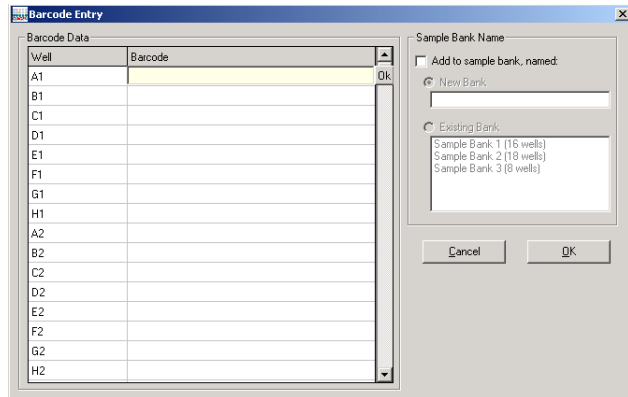 Barcode Entry
Barcode Data
Well Barcode
A1 Ok
B1
C1
D1
E1
F1
G1
H1
A2
B2
C2
D2
E2
F2
G2
H2
Sample Bank Name
Add to sample bank, named:
New Bank
Existing Bank
Sample Bank 1 (16 wells)
Sample Bank 2 (18 wells)
Sample Bank 3 (8 wells)
Cancel OK